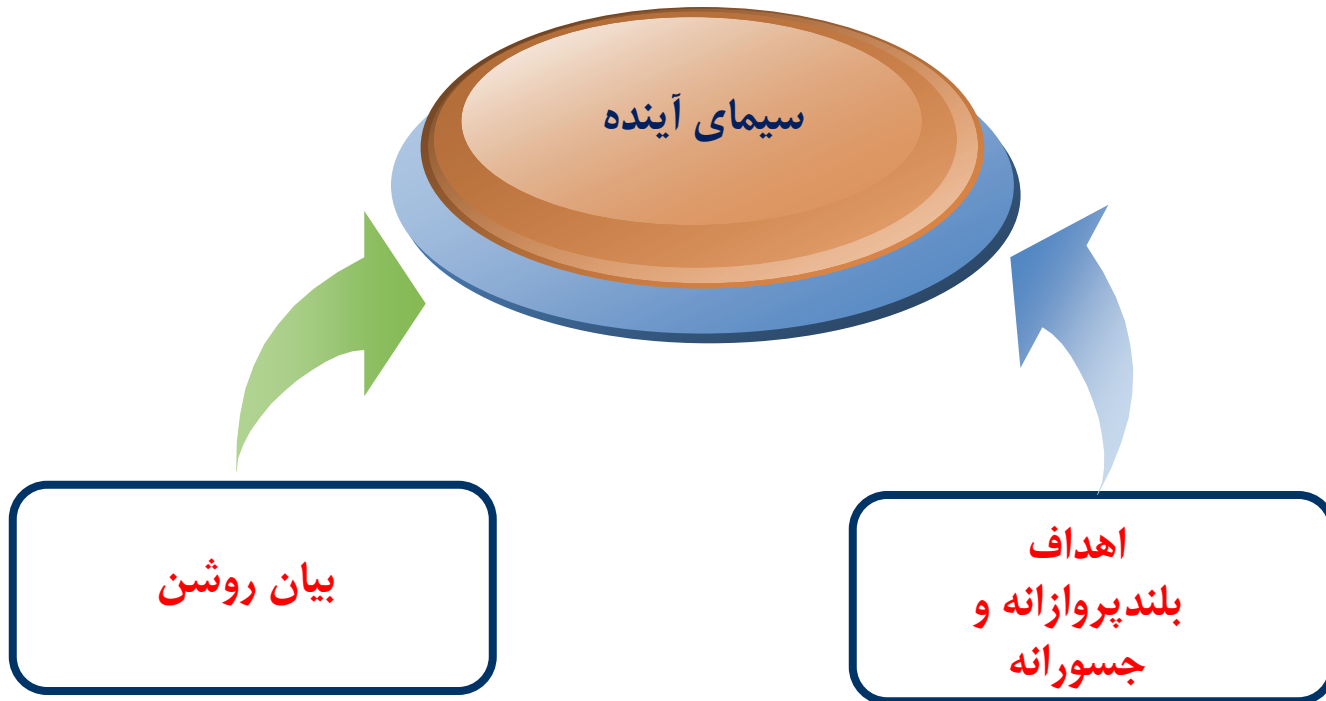 سیمای آینده
اهداف
بلندپروازانه و
جسورانه
بیان روشن